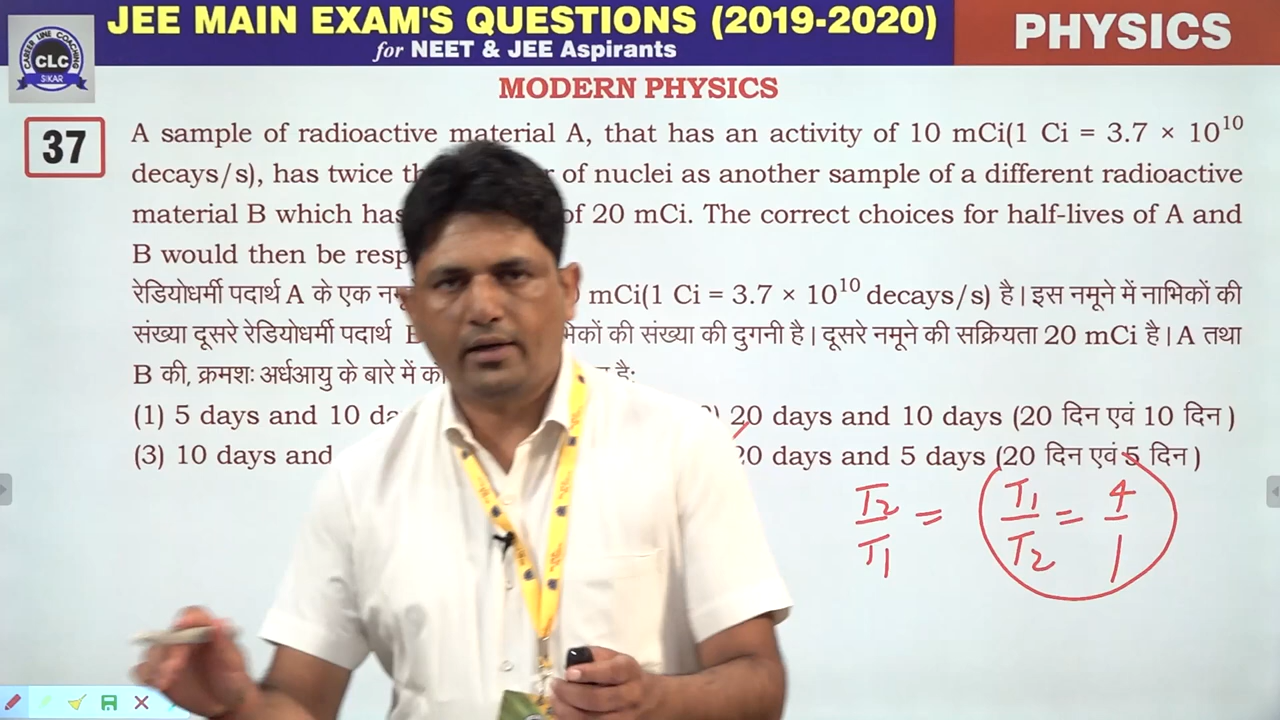 JEE MAIN EXAM'S QUESTIONS (2019-2020)
for NEET & JEE Aspirants
PHYSICS
CAREER LINE COACHING
CLC
SIKAR
MODERN PHYSICS
37
A sample of radioactive material A, that has an activity of 10 mCi(1 Ci = 3.7 × 10¹⁰
decays/s), has twice of nuclei as another sample of a different radioactive
material B which has of 20 mCi. The correct choices for half-lives of A and
B would then be
रेडियोधर्मी पदार्थ A के एक mCi(1 Ci = 3.7 × 10¹⁰ decays/s) है। इस नमूने में नाभिकों की
संख्या दूसरे रेडियोधर्मी पदार्थ की संख्या की दुगनी है। दूसरे नमूने की सक्रियता 20 mCi है। A तथा
B की, क्रमशः अर्धआयु के बारे में है:
(1) 5 days and 10 20 days and 10 days (20 दिन एवं 10 दिन)
(3) 10 days and 20 days and 5 days (20 दिन एवं 5 दिन)
T₂/T₁ = T₁/T₂ = 4/1